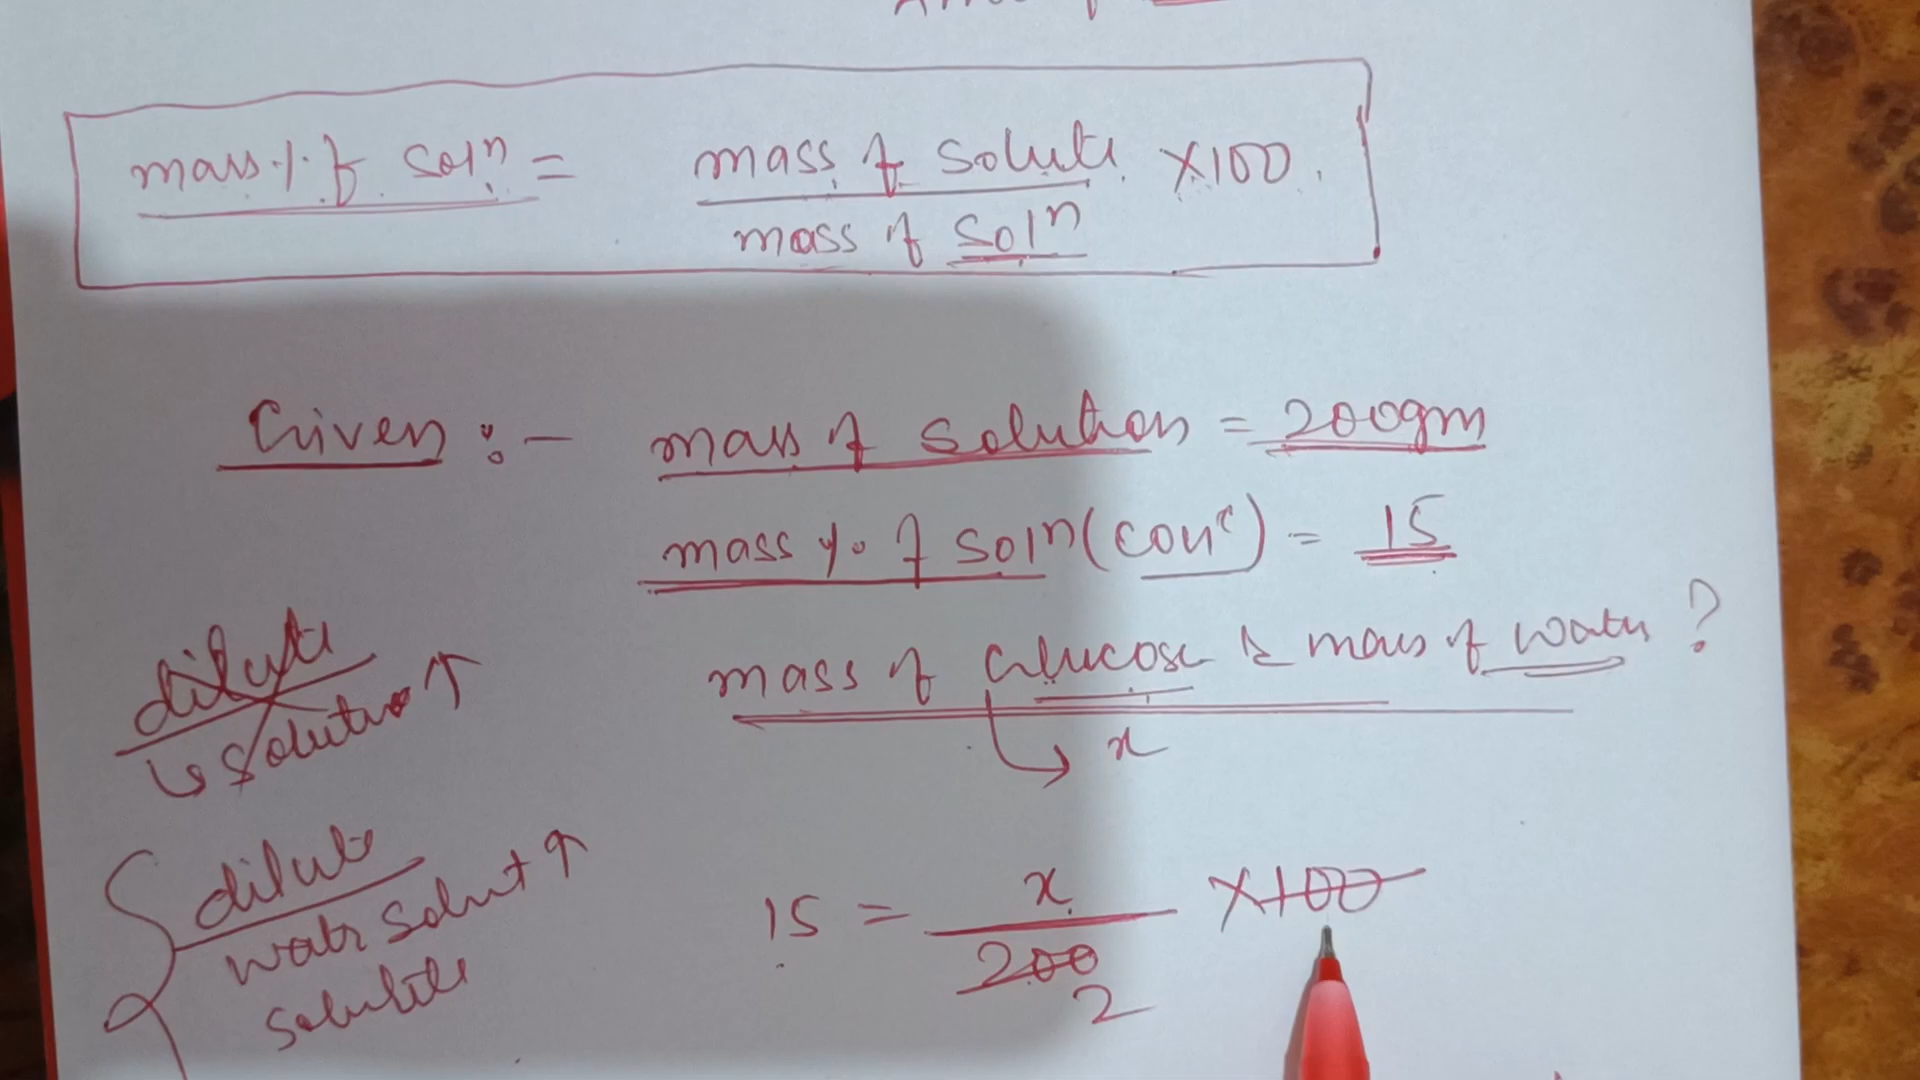 mass % of solⁿ = mass of solute ×100.
mass of solⁿ
Given :- mass of solution = 200gm
mass % of solⁿ (conc) = 15
mass of Glucose & mass of water ?
x
dilute
↳ solution ↑
dilute
water solvent ↑
solute
15 = x ×100
200
2